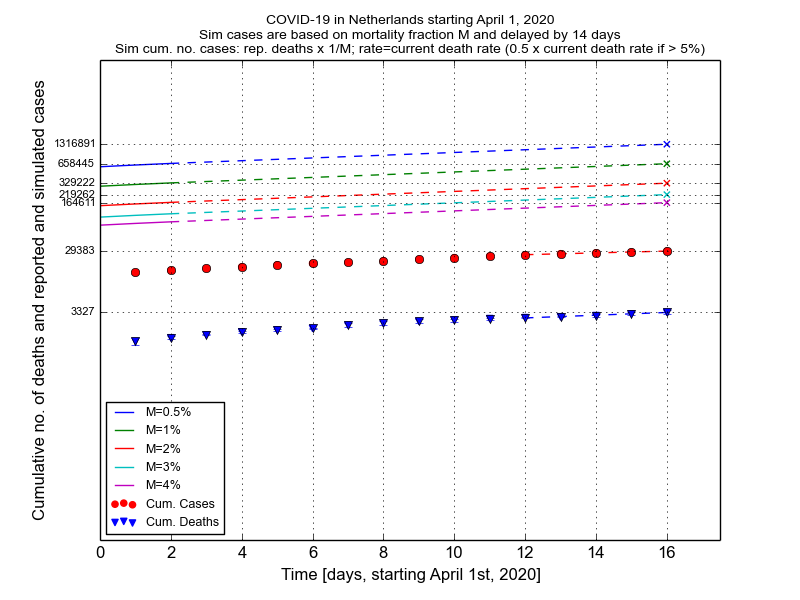 COVID-19 in Netherlands starting April 1, 2020
Sim cases are based on mortality fraction M and delayed by 14 days
Sim cum. no. cases: rep. deaths x 1/M; rate=current death rate (0.5 x current death rate if > 5%)
Cumulative no. of deaths and reported and simulated cases
1316891
658445
329222
219262
164611
29383
3327
M=0.5%
M=1%
M=2%
M=3%
M=4%
Cum. Cases
Cum. Deaths
0 2 4 6 8 10 12 14 16
Time [days, starting April 1st, 2020]